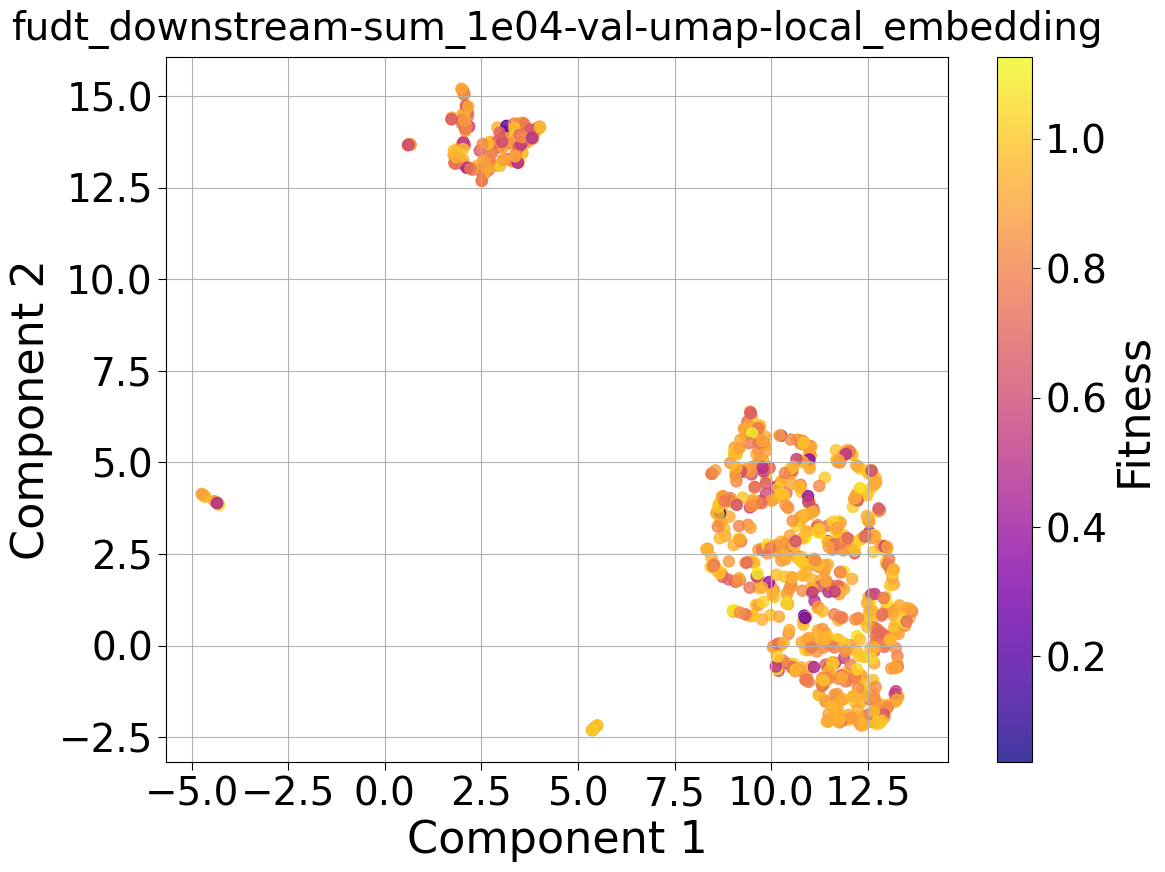 fudt_downstream-sum_1e04-val-umap-local_embedding
15.0
12.5
10.0
7.5
5.0
2.5
0.0
−2.5
−5.0 −2.5 0.0 2.5 5.0 7.5 10.0 12.5
Component 1
Component 2
1.0
0.8
0.6
0.4
0.2
Fitness